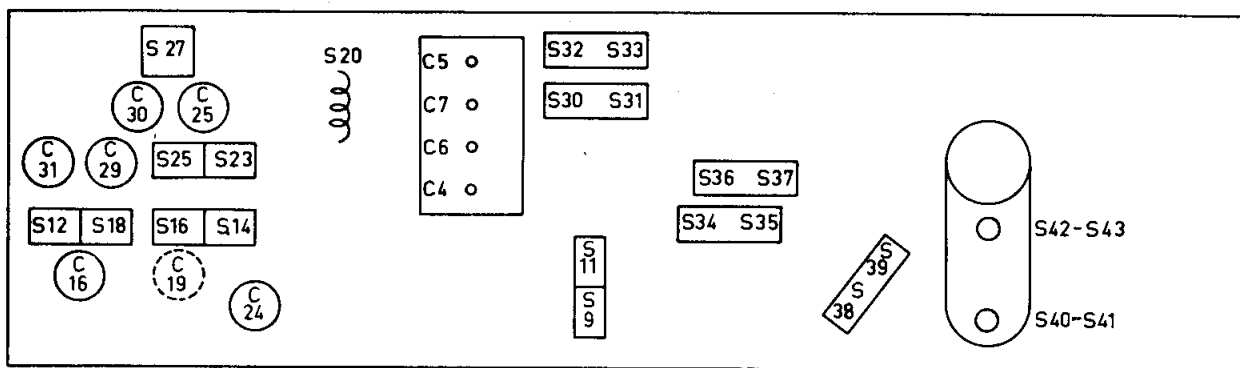 S 27
S20
C5
C7
C6
C4
S32 S33
S30 S31
C
30
C
25
C
31
C
29
S25 S23
S36 S37
S12 S18
S16 S14
S34 S35
C
16
C
19
C
24
S
11
S
9
S
39
S
38
S42-S43
S40-S41